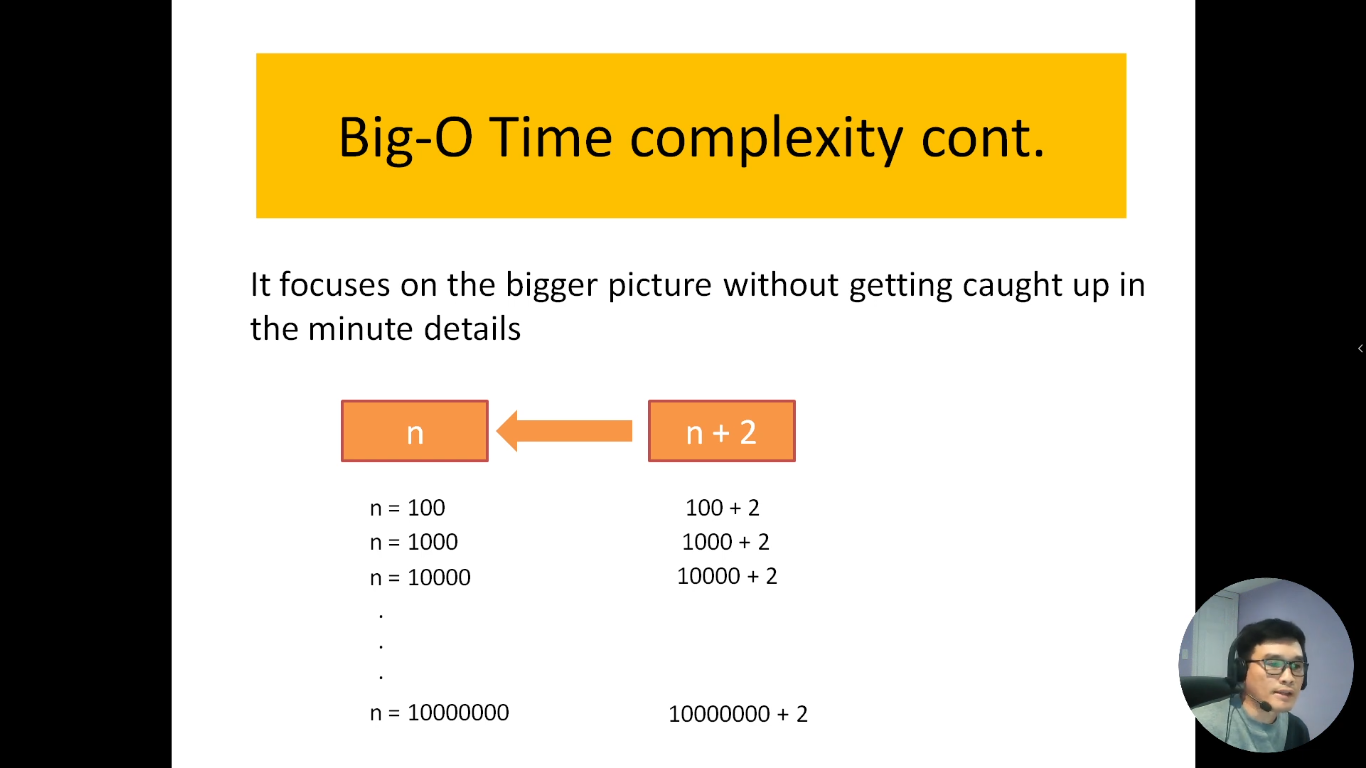 Big-O Time complexity cont.
It focuses on the bigger picture without getting caught up in
the minute details
n
n + 2
n = 100
100 + 2
n = 1000
1000 + 2
n = 10000
10000 + 2
.
.
.
n = 10000000
10000000 + 2